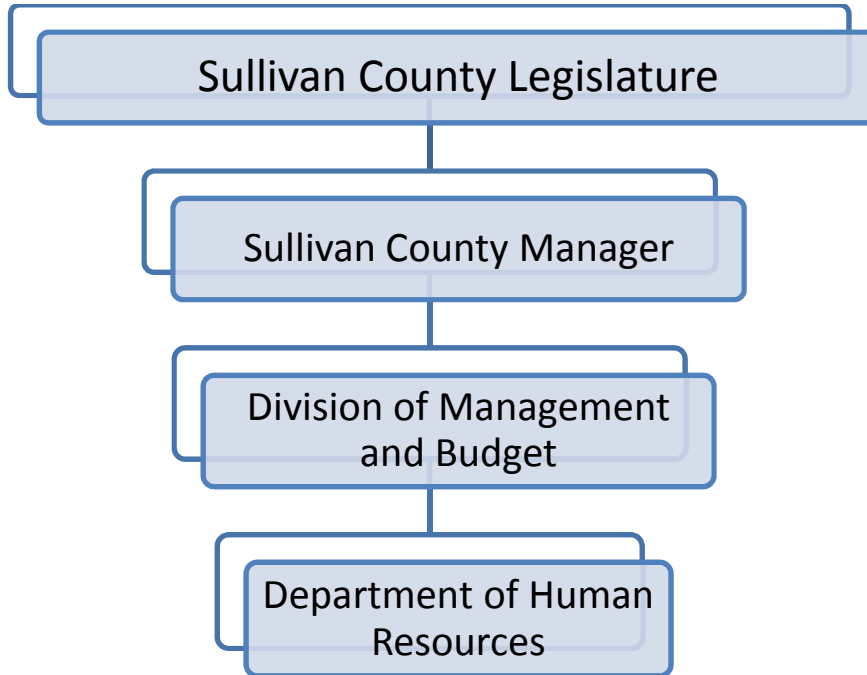 Sullivan County Legislature
Sullivan County Manager
Division of Management
and Budget
Department of Human
Resources